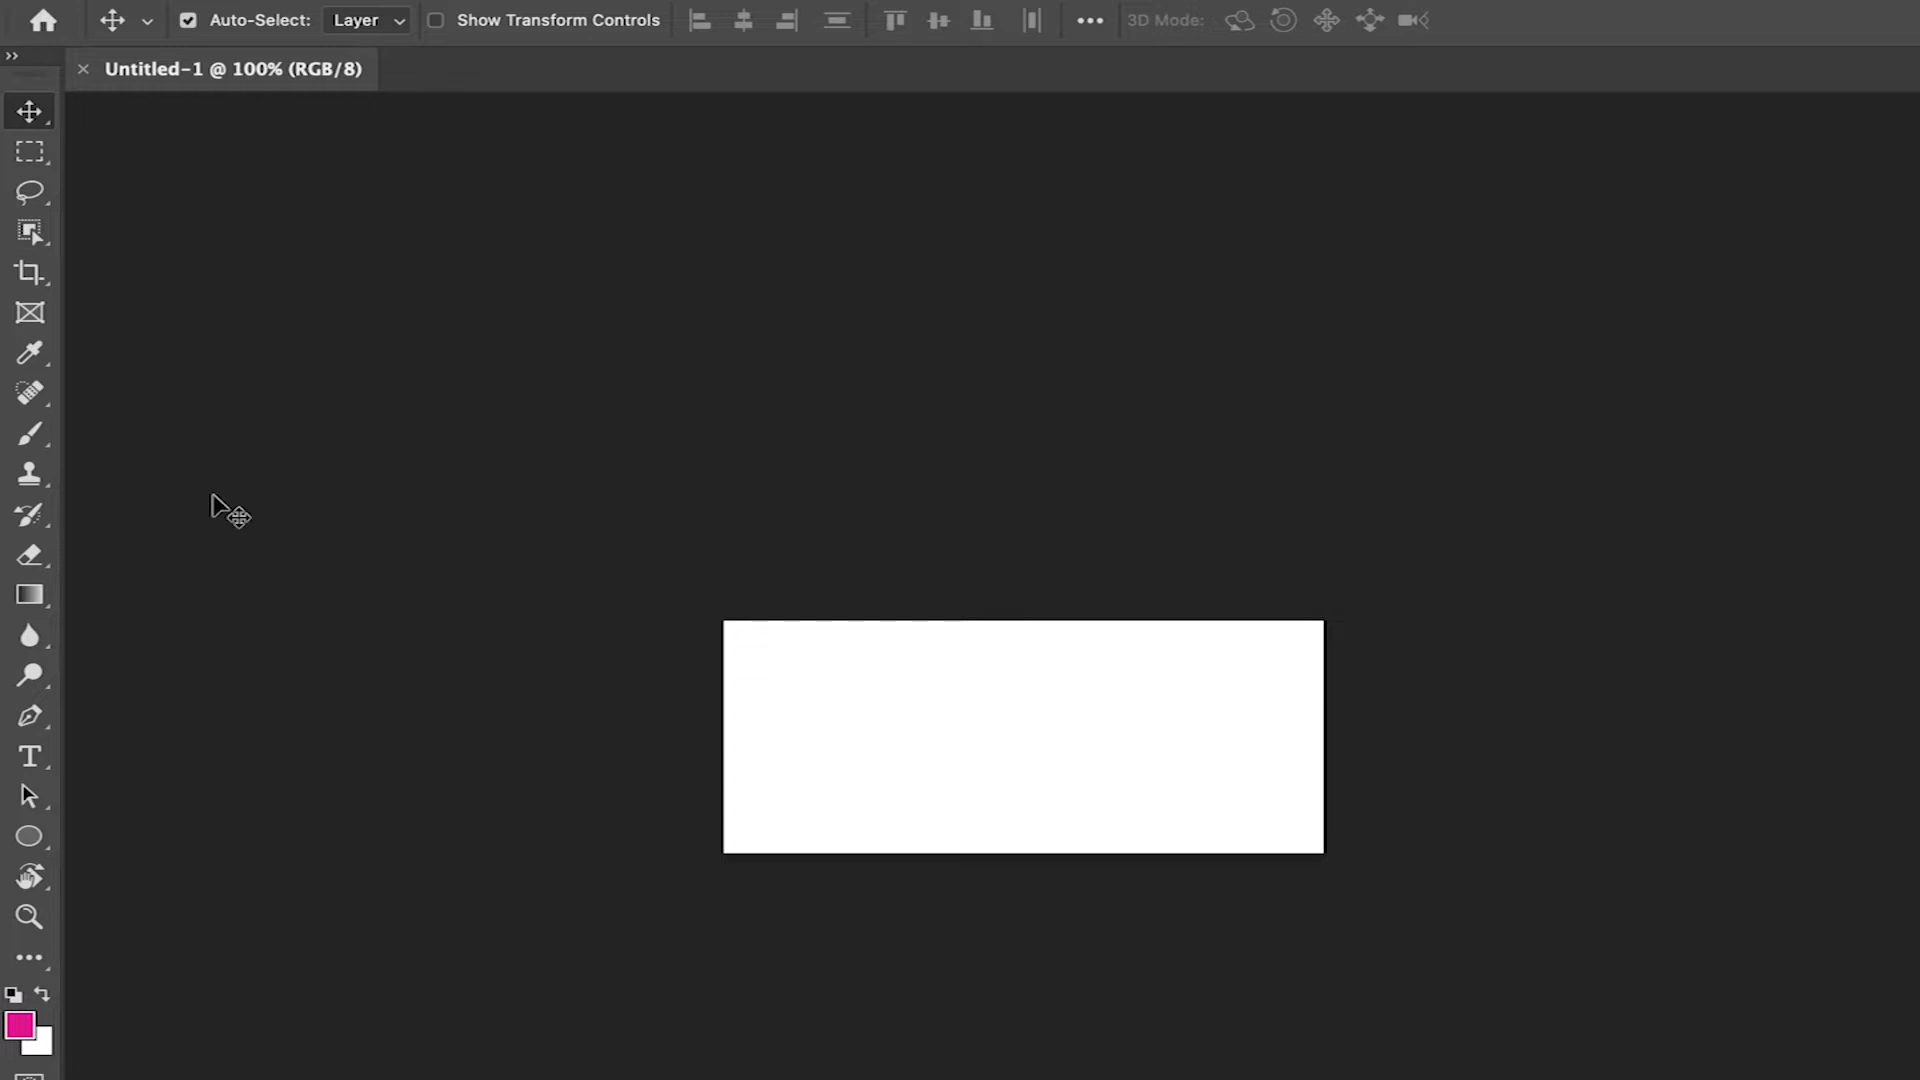 Auto-Select: Layer Show Transform Controls 3D Mode:
Untitled-1 @ 100% (RGB/8)